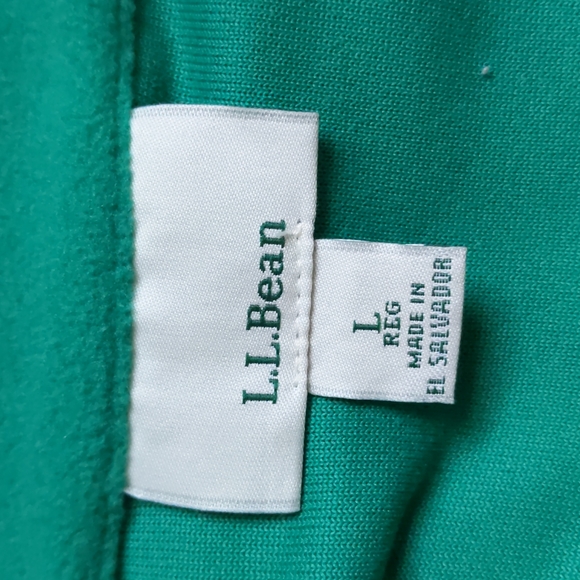 L.L.Bean
L
REG
MADE IN
EL SALVADOR